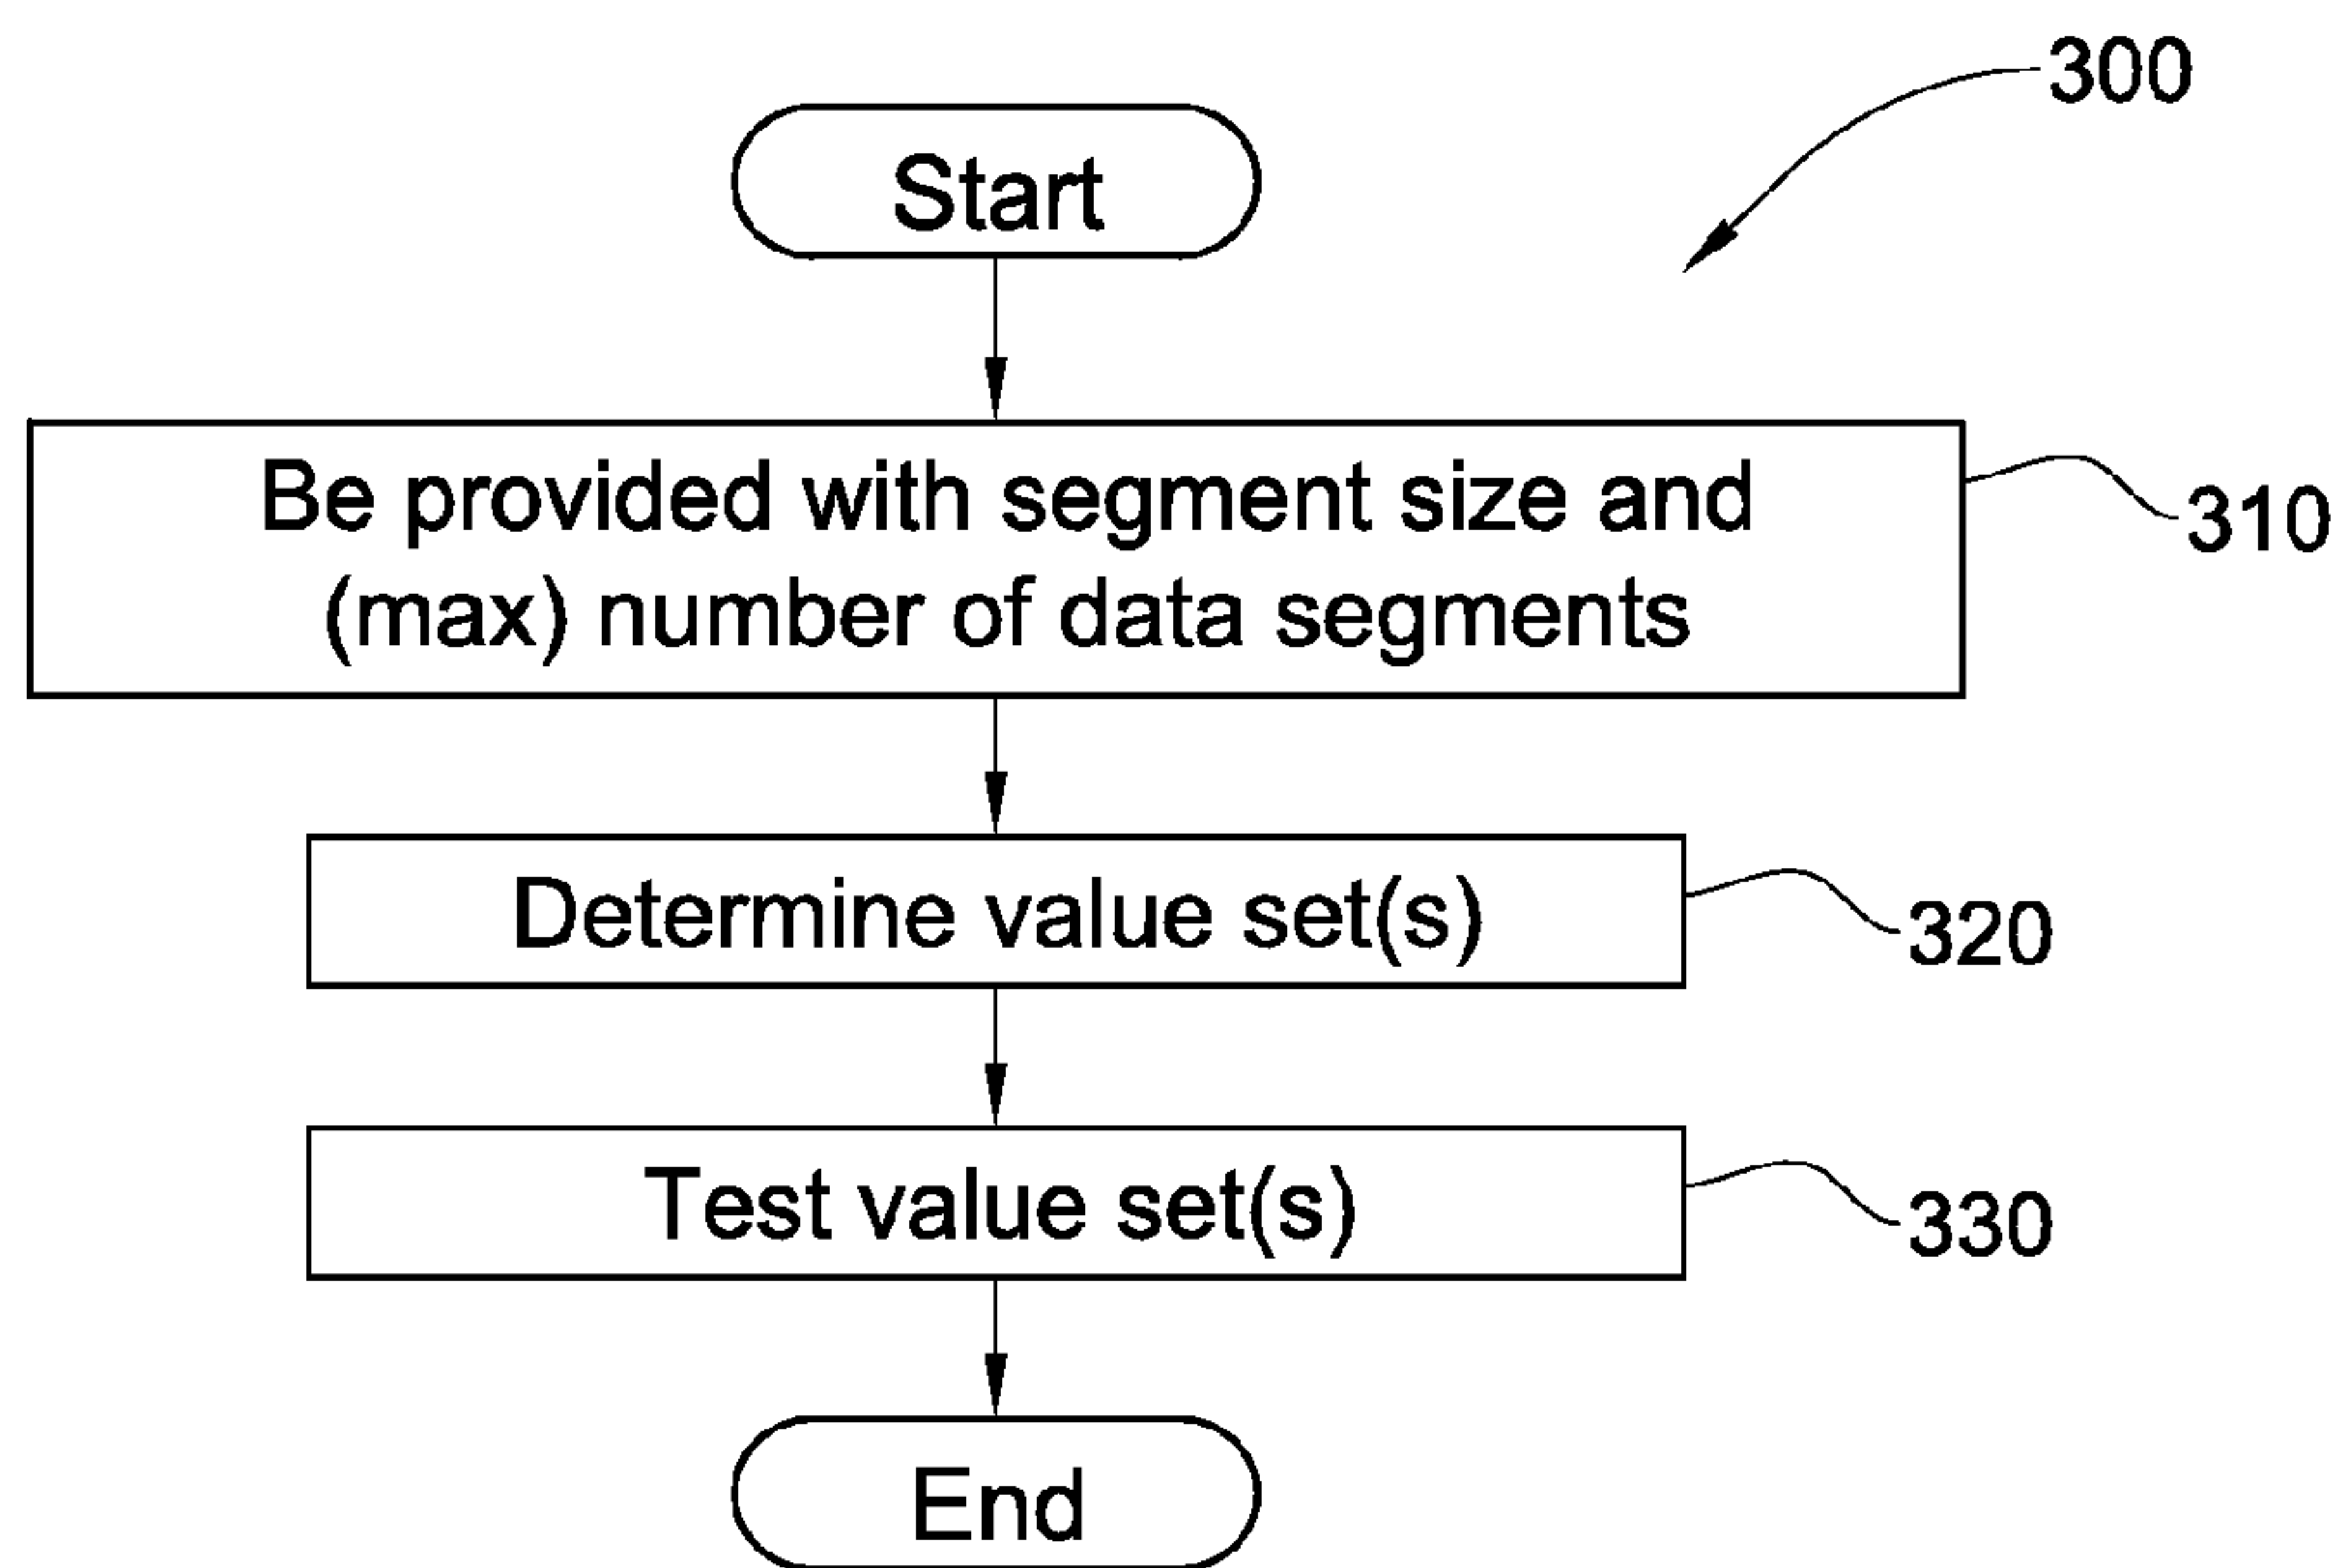 300
Start
Be provided with segment size and
(max) number of data segments
310
Determine value set(s)
320
Test value set(s)
330
End